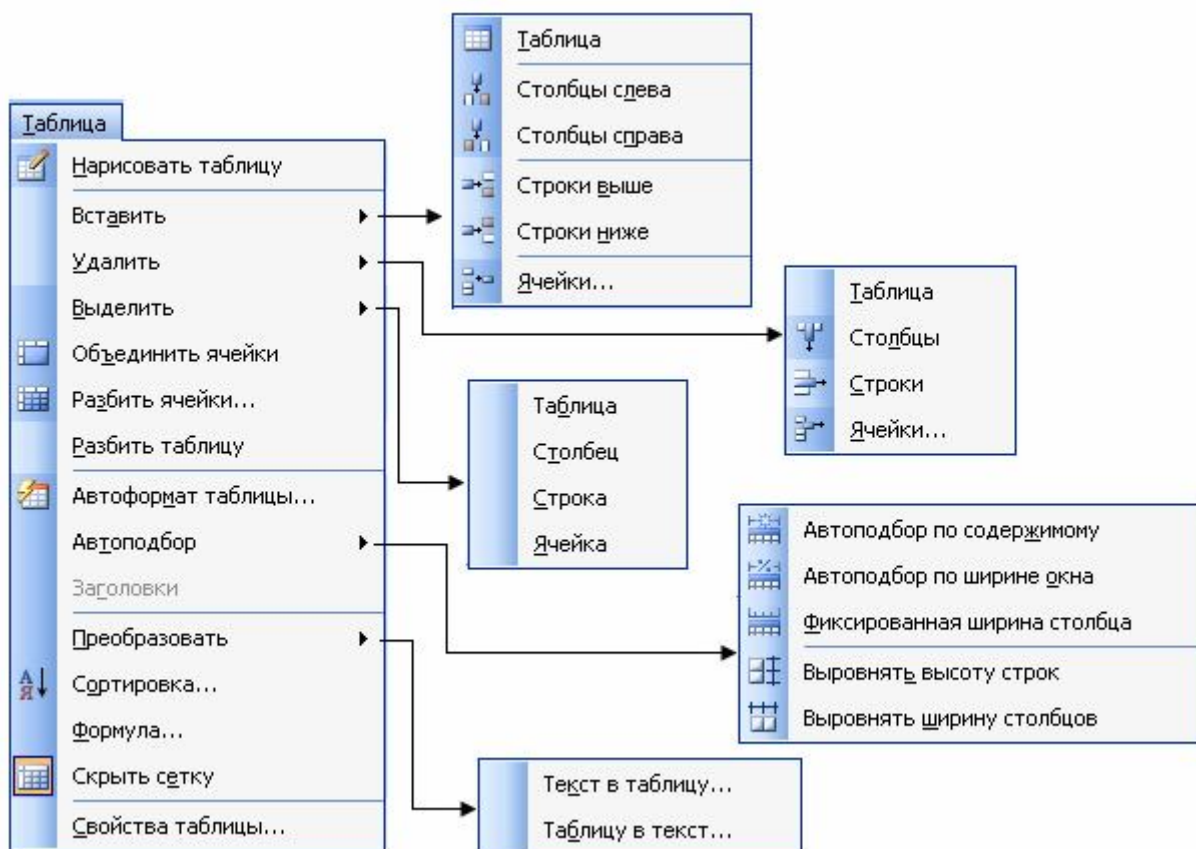 Таблица
Нарисовать таблицу
Вставить
Удалить
Выделить
Объединить ячейки
Разбить ячейки...
Разбить таблицу
Автоформат таблицы...
Автоподбор
Заголовки
Преобразовать
Сортировка...
Формула...
Скрыть сетку
Свойства таблицы...
Таблица
Столбцы слева
Столбцы справа
Строки выше
Строки ниже
Ячейки...
Таблица
Столбцы
Строки
Ячейки...
Таблица
Столбец
Строка
Ячейка
Автоподбор по содержимому
Автоподбор по ширине окна
Фиксированная ширина столбца
Выровнять высоту строк
Выровнять ширину столбцов
Текст в таблицу...
Таблицу в текст...